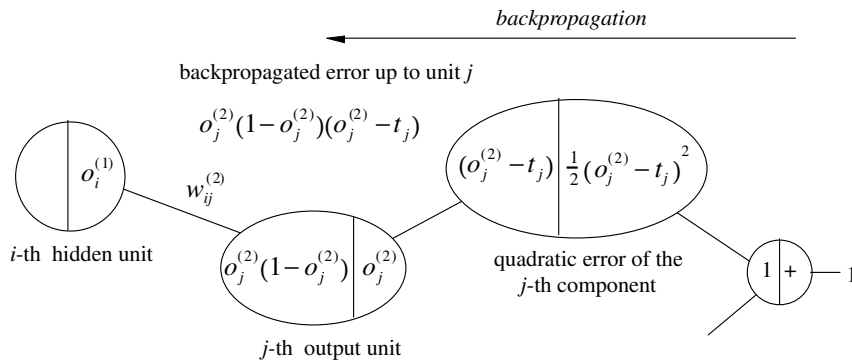 backpropagation
backpropagated error up to unit j
o_j^{(2)}(1−o_j^{(2)})(o_j^{(2)}−t_j)
o_i^{(1)}
w_{ij}^{(2)}
i-th hidden unit
(o_j^{(2)}−t_j) ½(o_j^{(2)}−t_j)^2
o_j^{(2)}(1−o_j^{(2)}) o_j^{(2)}
j-th output unit
quadratic error of the
j-th component
1 + 1